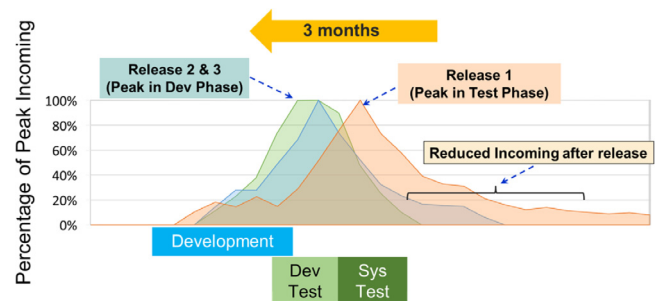 3 months
Release 2 & 3
(Peak in Dev Phase)
Release 1
(Peak in Test Phase)
Percentage of Peak Incoming
100%
80%
60%
40%
20%
0%
Reduced Incoming after release
Development
Dev
Test
Sys
Test